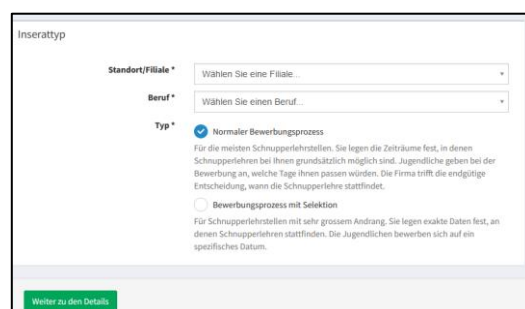 Inserattyp
Standort/Filiale *
Wählen Sie eine Filiale...
Beruf *
Wählen Sie einen Beruf...
Typ *
Normaler Bewerbungsprozess
Für die meisten Schnupperlehrstellen. Sie legen die Zeiträume fest, in denen
Schnupperlehren bei Ihnen grundsätzlich möglich sind. Jugendliche geben bei der
Bewerbung an, welche Tage ihnen passen würden. Die Firma trifft die endgütige
Entscheidung, wann die Schnupperlehre stattfindet.
Bewerbungsprozess mit Selektion
Für Schnupperlehrstellen mit sehr grossem Andrang. Sie legen exakte Daten fest, an
denen Schnupperlehren stattfinden. Die Jugendlichen bewerben sich auf ein
spezifisches Datum.
Weiter zu den Details